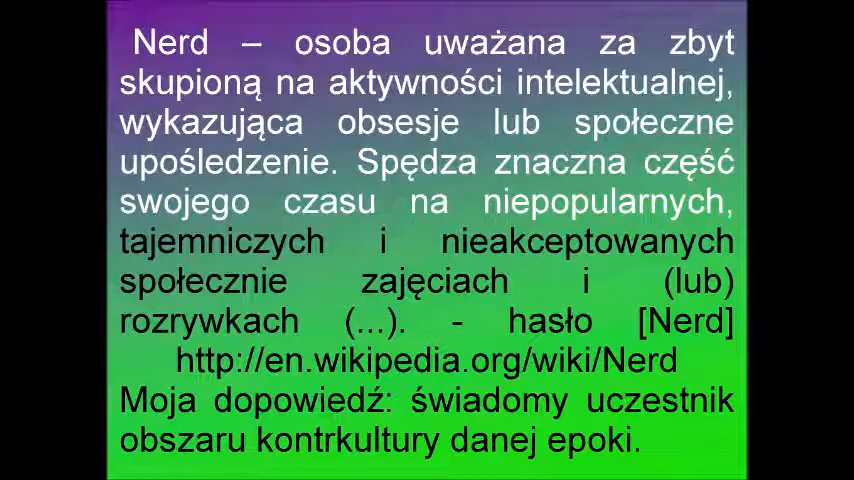 Nerd – osoba uważana za zbyt
skupioną na aktywności intelektualnej,
wykazująca obsesje lub społeczne
upośledzenie. Spędza znaczna część
swojego czasu na niepopularnych,
tajemniczych i nieakceptowanych
społecznie zajęciach i (lub)
rozrywkach (...). - hasło [Nerd]
http://en.wikipedia.org/wiki/Nerd
Moja dopowiedź: świadomy uczestnik
obszaru kontrkultury danej epoki.